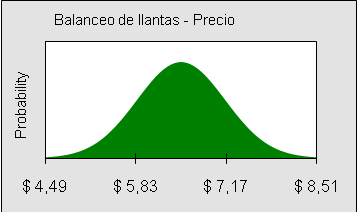 Balanceo de llantas - Precio
Probability
$ 4,49 $ 5,83 $ 7,17 $ 8,51